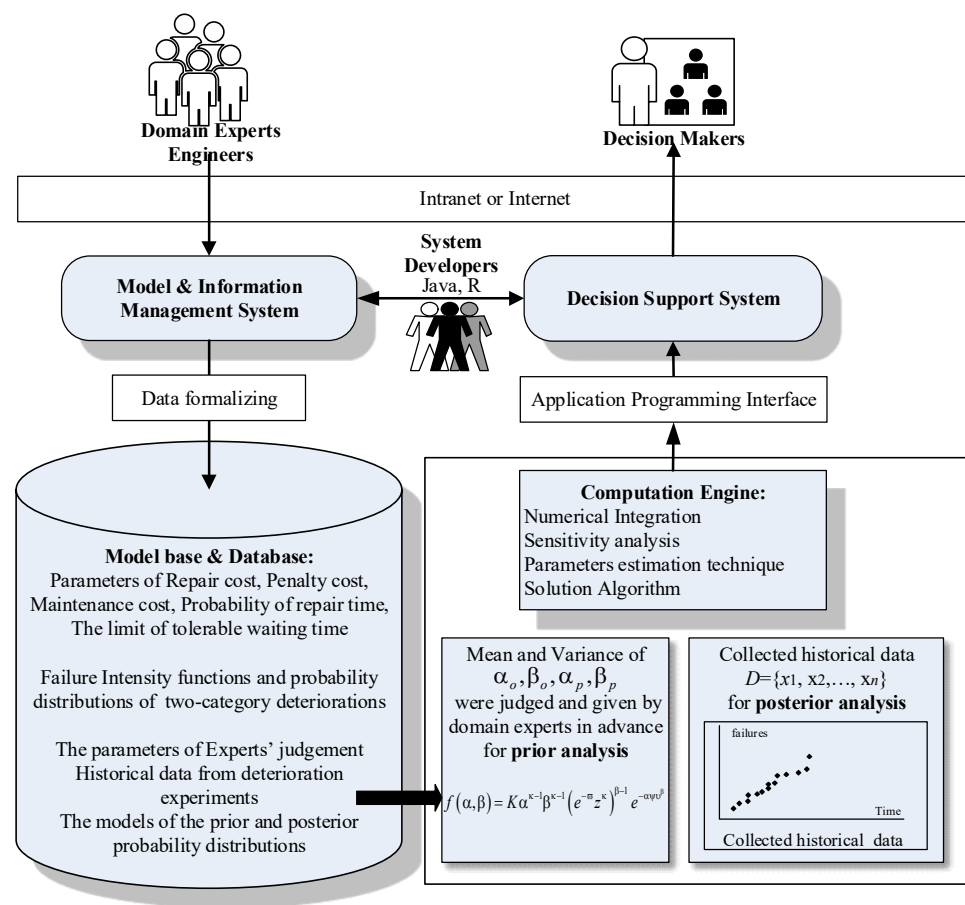 Domain Experts
Engineers
Decision Makers
Intranet or Internet
System
Developers
Java, R
Model & Information
Management System
Decision Support System
Data formalizing
Application Programming Interface
Computation Engine:
Numerical Integration
Sensitivity analysis
Parameters estimation technique
Solution Algorithm
Model base & Database:
Parameters of Repair cost, Penalty cost,
Maintenance cost, Probability of repair time,
The limit of tolerable waiting time
Failure Intensity functions and probability
distributions of two-category deteriorations
The parameters of Experts' judgement
Historical data from deterioration
experiments
The models of the prior and posterior
probability distributions
Mean and Variance of
α_o, β_o, α_p, β_p
were judged and given by
domain experts in advance
for prior analysis
f(α,β) = Kα^{κ−1}β^{κ−1}(e^{−ϖ}z^κ)^{β−1}e^{−αψυ^β}
Collected historical data
D={x1, x2,…, xn}
for posterior analysis
failures
Time
Collected historical data